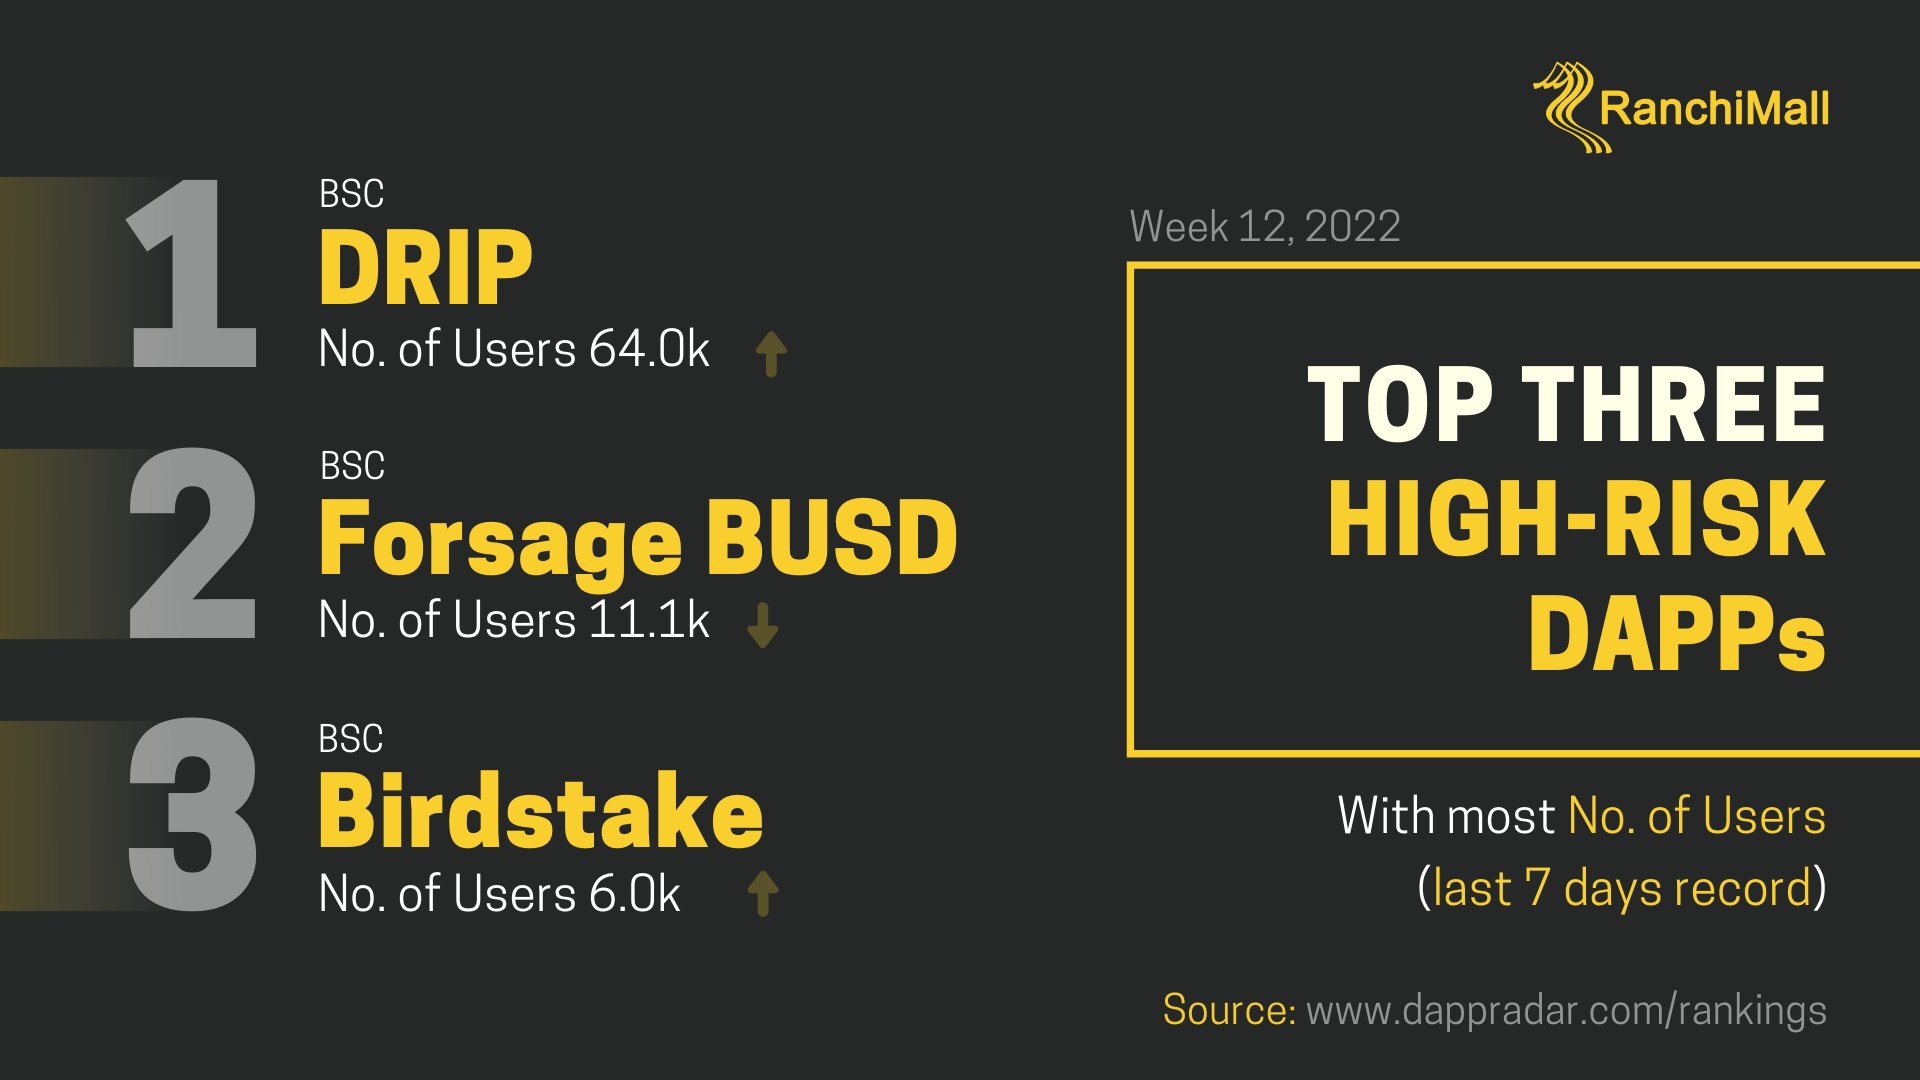 RanchiMall
1
BSC
DRIP
No. of Users 64.0k
2
BSC
Forsage BUSD
No. of Users 11.1k
3
BSC
Birdstake
No. of Users 6.0k
Week 12, 2022
TOP THREE
HIGH-RISK
DAPPs
With most No. of Users
(last 7 days record)
Source: www.dappradar.com/rankings